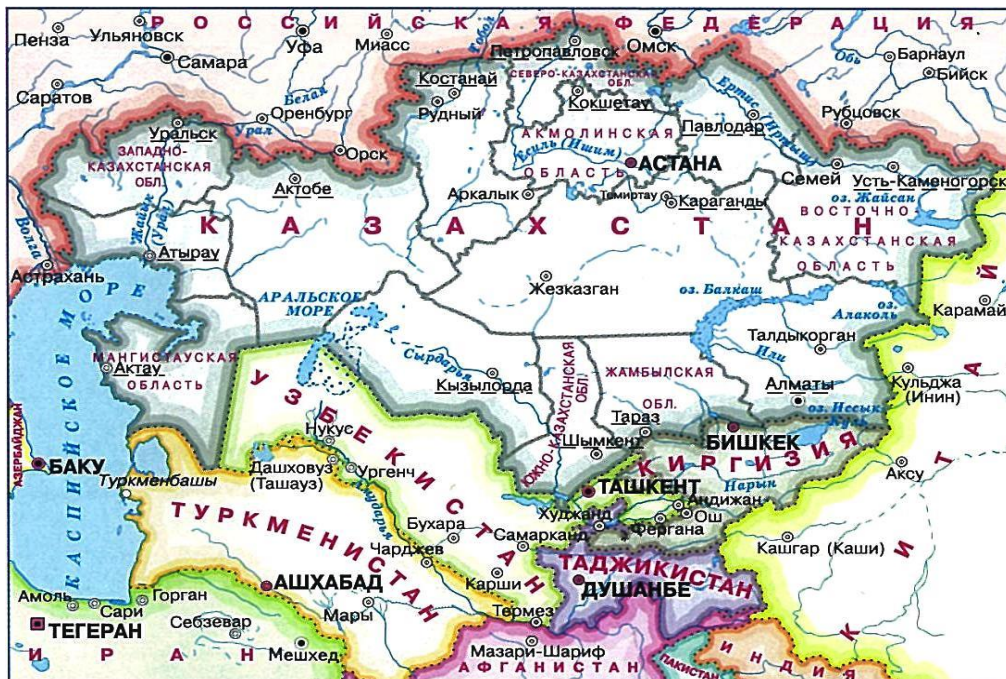 РОССИЙСКАЯ ФЕДЕРАЦИЯ
Пенза
Ульяновск
Самара
Саратов
Уфа
Миасс
Тобол
Петропавловск
Омск
Обь
Барнаул
Бийск
Рубцовск
Белая
Оренбург
Урал
Орск
Костанай
Рудный
СЕВЕРО-КАЗАХСТАНСКАЯ
ОБЛ.
Кокшетау
АКМОЛИНСКАЯ
ОБЛАСТЬ
Есиль (Ишим)
АСТАНА
Павлодар
Ертис (Иртыш)
Уральск
ЗАПАДНО-
КАЗАХСТАНСКАЯ
ОБЛ.
Актобе
Аркалык
Темиртау
Караганды
Семей
Усть-Каменогорск
оз. Жайсан
ВОСТОЧНО
КАЗАХСТАНСКАЯ
ОБЛАСТЬ
КАЗАХСТАН
Волга
Жайык
(Урал)
Астрахань
Атырау
КАСПИЙСКОЕ МОРЕ
АРАЛЬСКОЕ
МОРЕ
Жезказган
оз. Балкаш
оз.
Алаколь
Карамай
Талдыкорган
Или
Кульджа
(Инин)
КИТАЙ
МАНГИСТАУСКАЯ
ОБЛАСТЬ
Актау
Сырдарья
Кызылорда
ЮЖНО-КАЗАХСТАНСКАЯ
ОБЛ.
ЖАМБЫЛСКАЯ
ОБЛ.
Тараз
Шымкент
Алматы
оз. Иссык-
Куль
БИШКЕК
КИРГИЗИЯ
Нарын
Аксу
УЗБЕКИСТАН
Нукус
Дашховуз
(Ташауз)
Ургенч
Амударья
ТАШКЕНТ
Худжанд
Андижан
Ош
Фергана
Кашгар (Каши)
АЗЕРБАЙДЖАН
БАКУ
Туркменбашы
ТУРКМЕНИСТАН
Бухара
Чарджев
Самарканд
Карши
ТАДЖИКИСТАН
ДУШАНБЕ
АШХАБАД
Мары
Термез
Амоль
Сари
Горган
ТЕГЕРАН
Себзевар
Мешхед
ИРАН
Мазари-Шариф
АФГАНИСТАН
ПАКИСТАН
ИНДИЯ